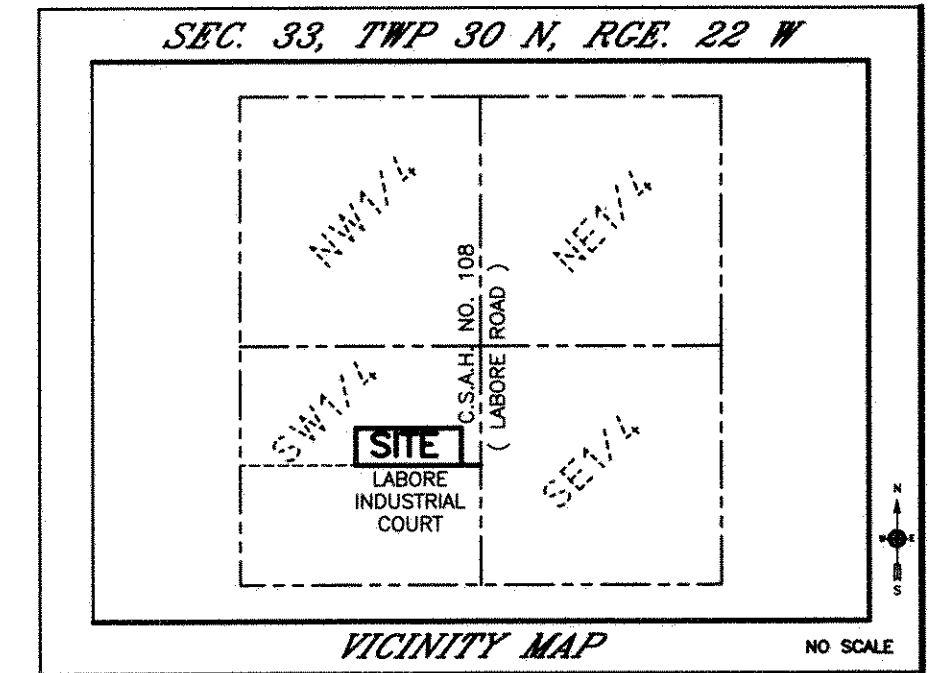 SEC. 33, TWP 30 N, RGE. 22 W
NW1/4
NE1/4
C.S.A.H. NO. 108
( LABORE ROAD )
SW1/4
SITE
SE1/4
LABORE
INDUSTRIAL
COURT
N
W E
S
VICINITY MAP
NO SCALE